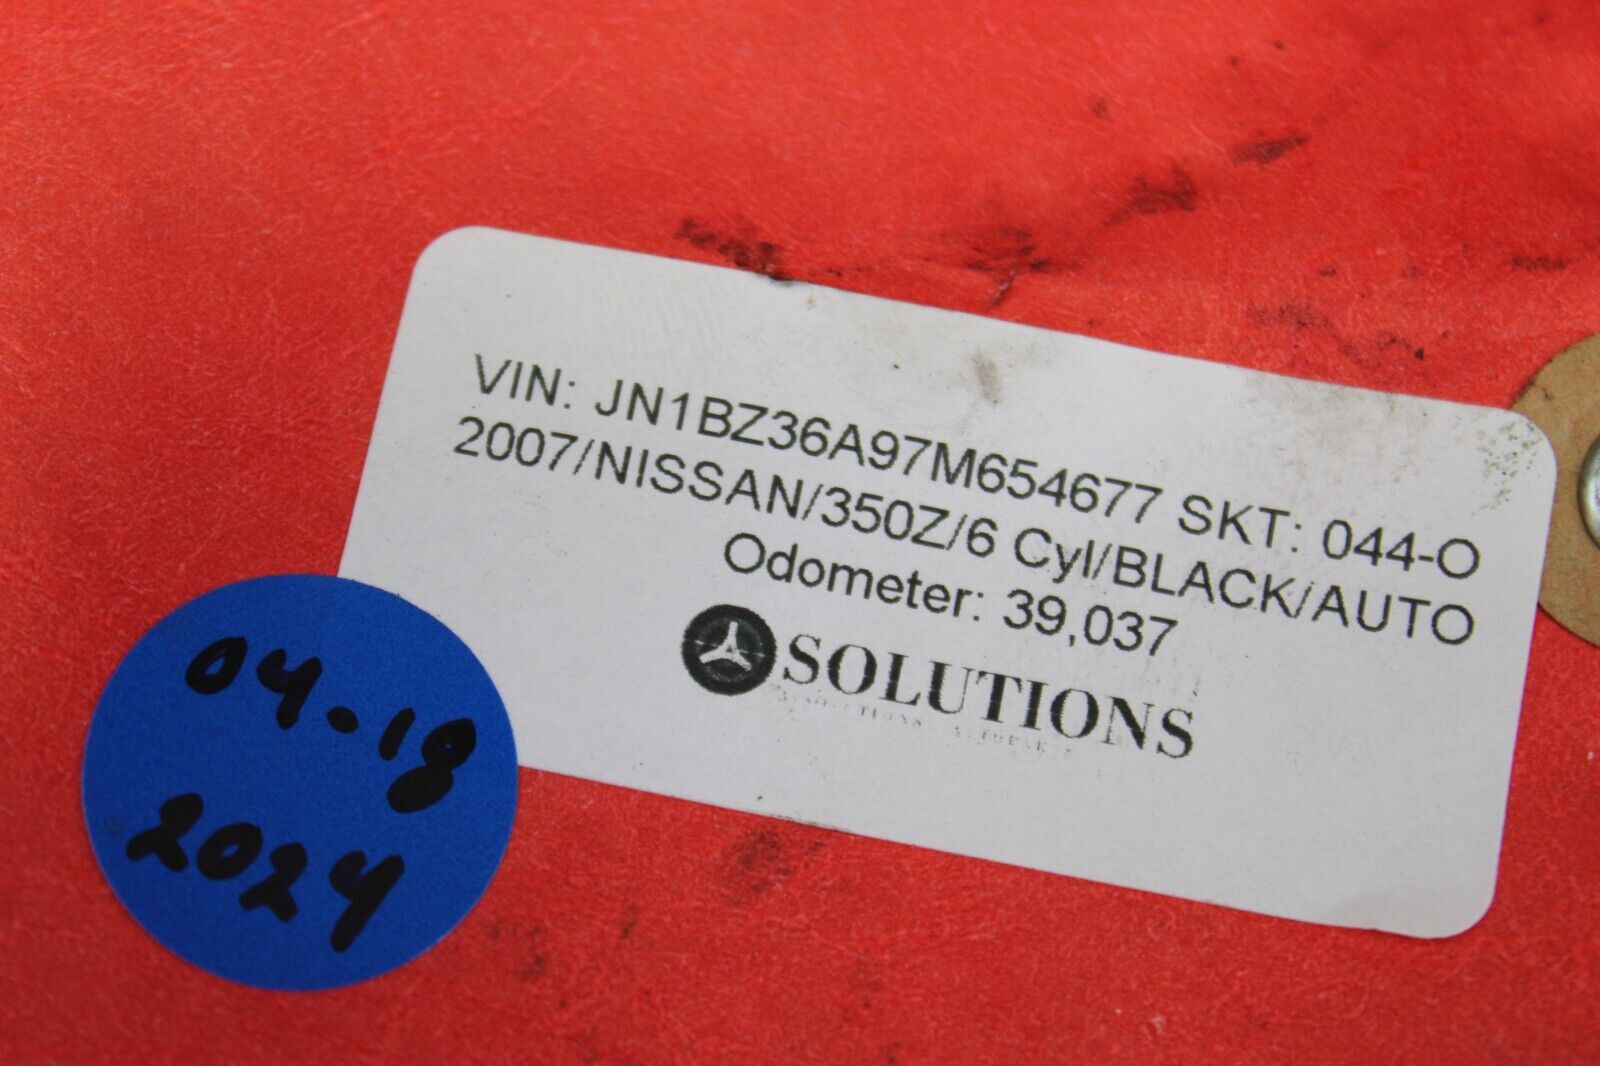 VIN: JN1BZ36A97M654677 SKT: 044-O
2007/NISSAN/350Z/6 Cyl/BLACK/AUTO
Odometer: 39,037
SOLUTIONS
04-18
2024